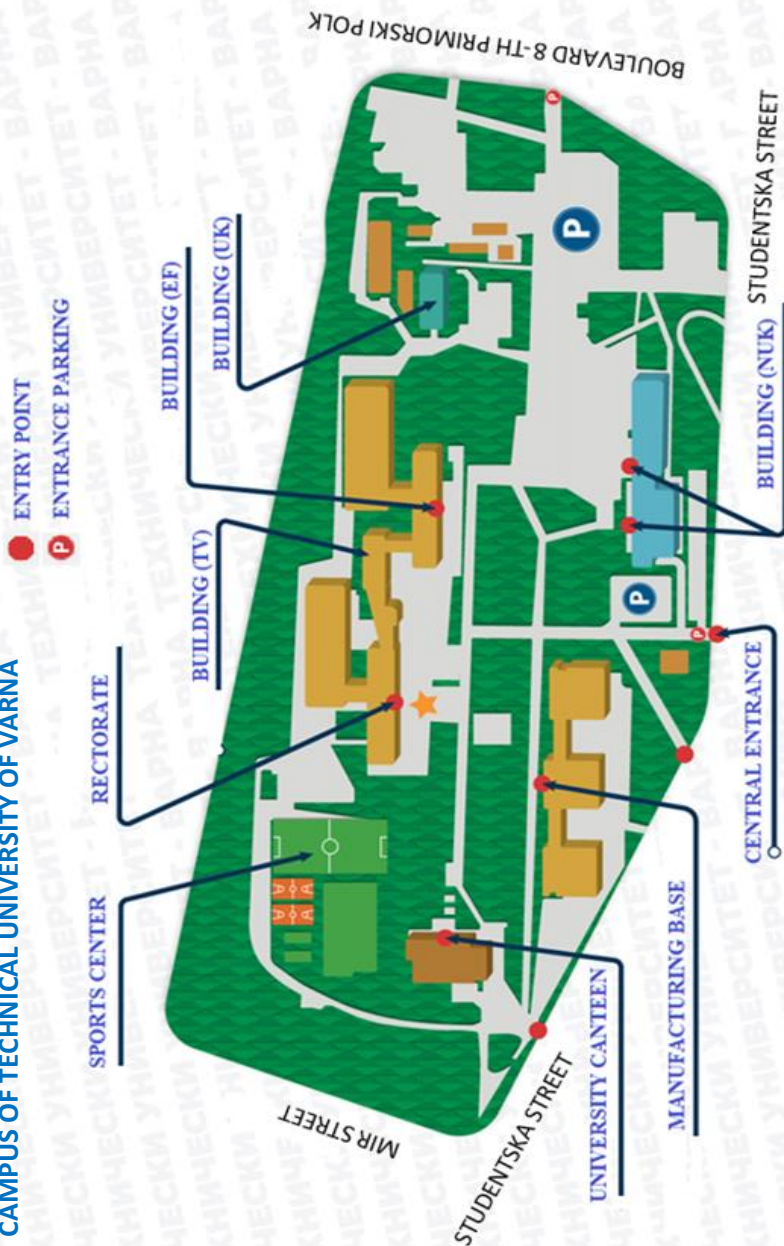 CAMPUS OF TECHNICAL UNIVERSITY OF VARNA
ENTRY POINT
P ENTRANCE PARKING
SPORTS CENTER
RECTORATE
BUILDING (TV)
BUILDING (EF)
BUILDING (UK)
BOULEVARD 8-TH PRIMORSKI POLK
P
P
P
P
MIR STREET
STUDENTSKA STREET
UNIVERSITY CANTEEN
MANUFACTURING BASE
CENTRAL ENTRANCE
BUILDING (NUK)
STUDENTSKA STREET